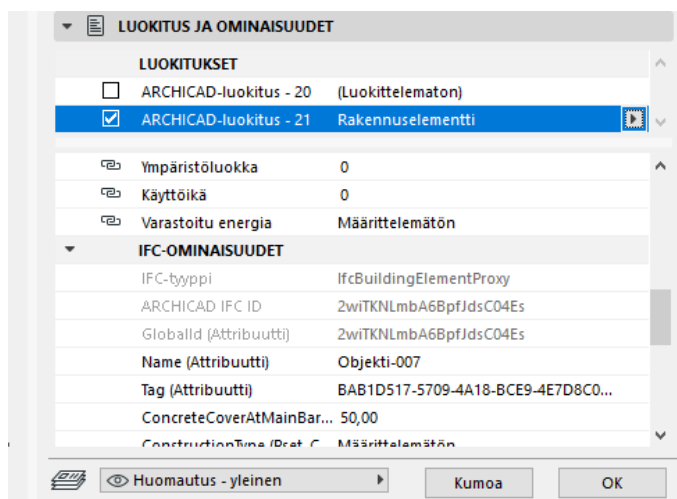 LUOKITUS JA OMINAISUUDET
LUOKITUKSET
ARCHICAD-luokitus - 20 (Luokittelematon)
ARCHICAD-luokitus - 21 Rakennuselementti
Ympäristöluokka 0
Käyttöikä 0
Varastoitu energia Määrittelemätön
IFC-OMINAISUUDET
IFC-tyyppi IfcBuildingElementProxy
ARCHICAD IFC ID 2wiTKNLmbA6BpfJdsC04Es
GlobalId (Attribuutti) 2wiTKNLmbA6BpfJdsC04Es
Name (Attribuutti) Objekti-007
Tag (Attribuutti) BAB1D517-5709-4A18-BCE9-4E7D8C0...
ConcreteCoverAtMainBar... 50,00
ConstructionType (Pset_C... Määrittelemätön
Huomautus - yleinen Kumoa OK